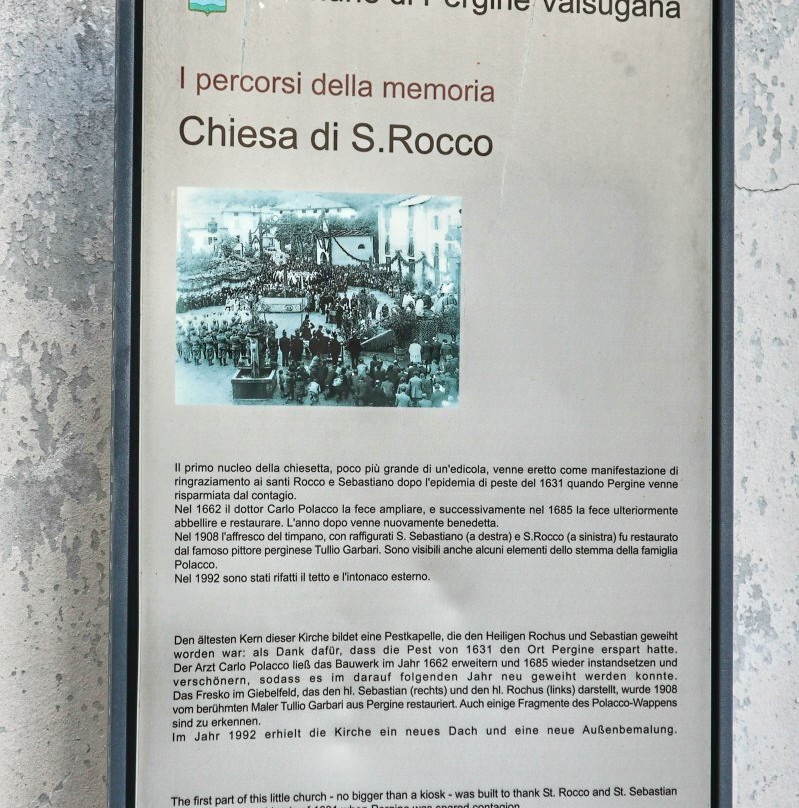 di Pergine Valsugana
I percorsi della memoria
Chiesa di S.Rocco
Il primo nucleo della chiesetta, poco più grande di un'edicola, venne eretto come manifestazione di
ringraziamento ai santi Rocco e Sebastiano dopo l'epidemia di peste del 1631 quando Pergine venne
risparmiata dal contagio.
Nel 1662 il dottor Carlo Polacco la fece ampliare, e successivamente nel 1685 la fece ulteriormente
abbellire e restaurare. L'anno dopo venne nuovamente benedetta.
Nel 1908 l'affresco del timpano, con raffigurati S. Sebastiano (a destra) e S.Rocco (a sinistra) fu restaurato
dal famoso pittore perginese Tullio Garbari. Sono visibili anche alcuni elementi dello stemma della famiglia
Polacco.
Nel 1992 sono stati rifatti il tetto e l'intonaco esterno.
Den ältesten Kern dieser Kirche bildet eine Pestkapelle, die den Heiligen Rochus und Sebastian geweiht
worden war: als Dank dafür, dass die Pest von 1631 den Ort Pergine erspart hatte.
Der Arzt Carlo Polacco ließ das Bauwerk im Jahr 1662 erweitern und 1685 wieder instandsetzen und
verschönern, sodass es im darauf folgenden Jahr neu geweiht werden konnte.
Das Fresko im Giebelfeld, das den hl. Sebastian (rechts) und den hl. Rochus (links) darstellt, wurde 1908
vom berühmten Maler Tullio Garbari aus Pergine restauriert. Auch einige Fragmente des Polacco-Wappens
sind zu erkennen.
Im Jahr 1992 erhielt die Kirche ein neues Dach und eine neue Außenbemalung.
The first part of this little church - no bigger than a kiosk - was built to thank St. Rocco and St. Sebastian
of 1631 when Pergine was spared contagion.